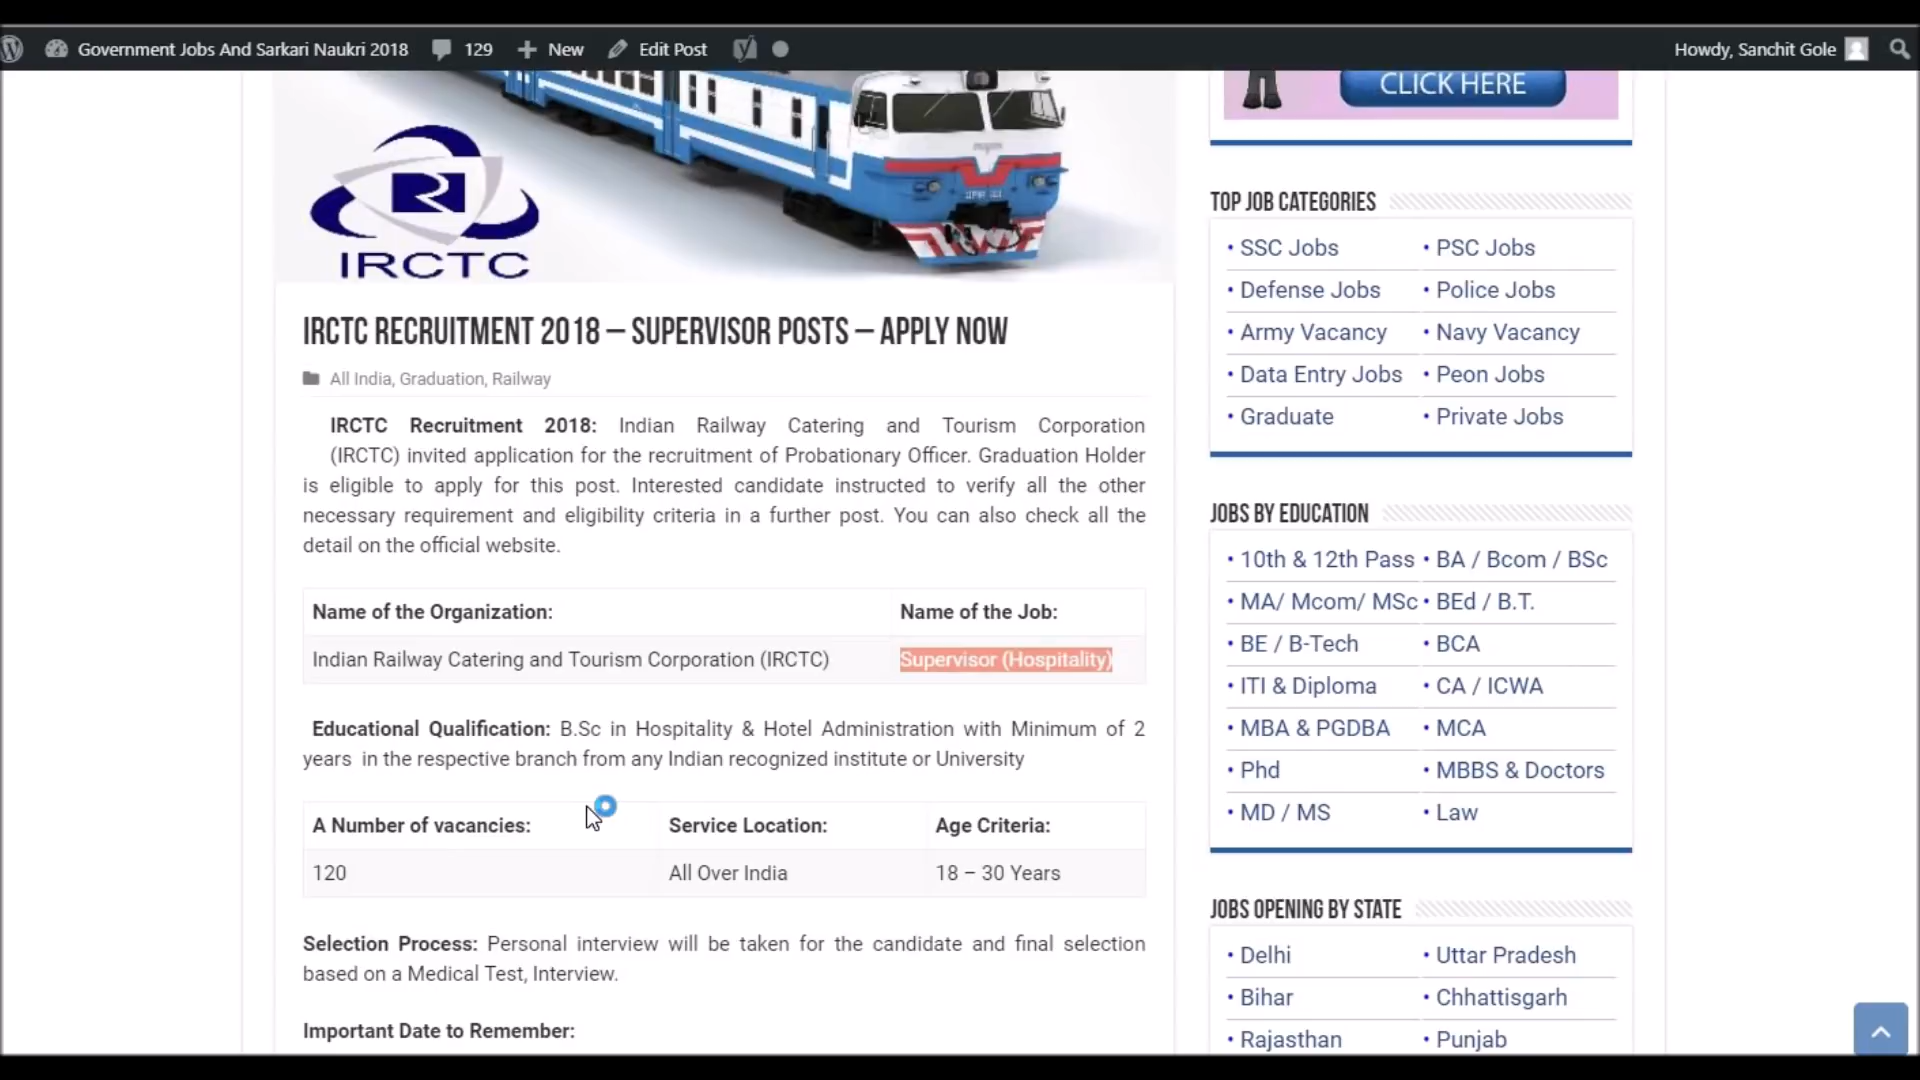 Government Jobs And Sarkari Naukri 2018 129 New Edit Post Howdy, Sanchit Gole
CLICK HERE
IRCTC
IRCTC RECRUITMENT 2018 – SUPERVISOR POSTS – APPLY NOW
All India, Graduation, Railway
IRCTC Recruitment 2018: Indian Railway Catering and Tourism Corporation
(IRCTC) invited application for the recruitment of Probationary Officer. Graduation Holder
is eligible to apply for this post. Interested candidate instructed to verify all the other
necessary requirement and eligibility criteria in a further post. You can also check all the
detail on the official website.
Name of the Organization: Name of the Job:
Indian Railway Catering and Tourism Corporation (IRCTC) Supervisor (Hospitality)
Educational Qualification: B.Sc in Hospitality & Hotel Administration with Minimum of 2
years in the respective branch from any Indian recognized institute or University
A Number of vacancies: Service Location: Age Criteria:
120 All Over India 18 – 30 Years
Selection Process: Personal interview will be taken for the candidate and final selection
based on a Medical Test, Interview.
Important Date to Remember:
TOP JOB CATEGORIES
• SSC Jobs • PSC Jobs
• Defense Jobs • Police Jobs
• Army Vacancy • Navy Vacancy
• Data Entry Jobs • Peon Jobs
• Graduate • Private Jobs
JOBS BY EDUCATION
• 10th & 12th Pass • BA / Bcom / BSc
• MA/ Mcom/ MSc • BEd / B.T.
• BE / B-Tech • BCA
• ITI & Diploma • CA / ICWA
• MBA & PGDBA • MCA
• Phd • MBBS & Doctors
• MD / MS • Law
JOBS OPENING BY STATE
• Delhi • Uttar Pradesh
• Bihar • Chhattisgarh
• Rajasthan • Punjab